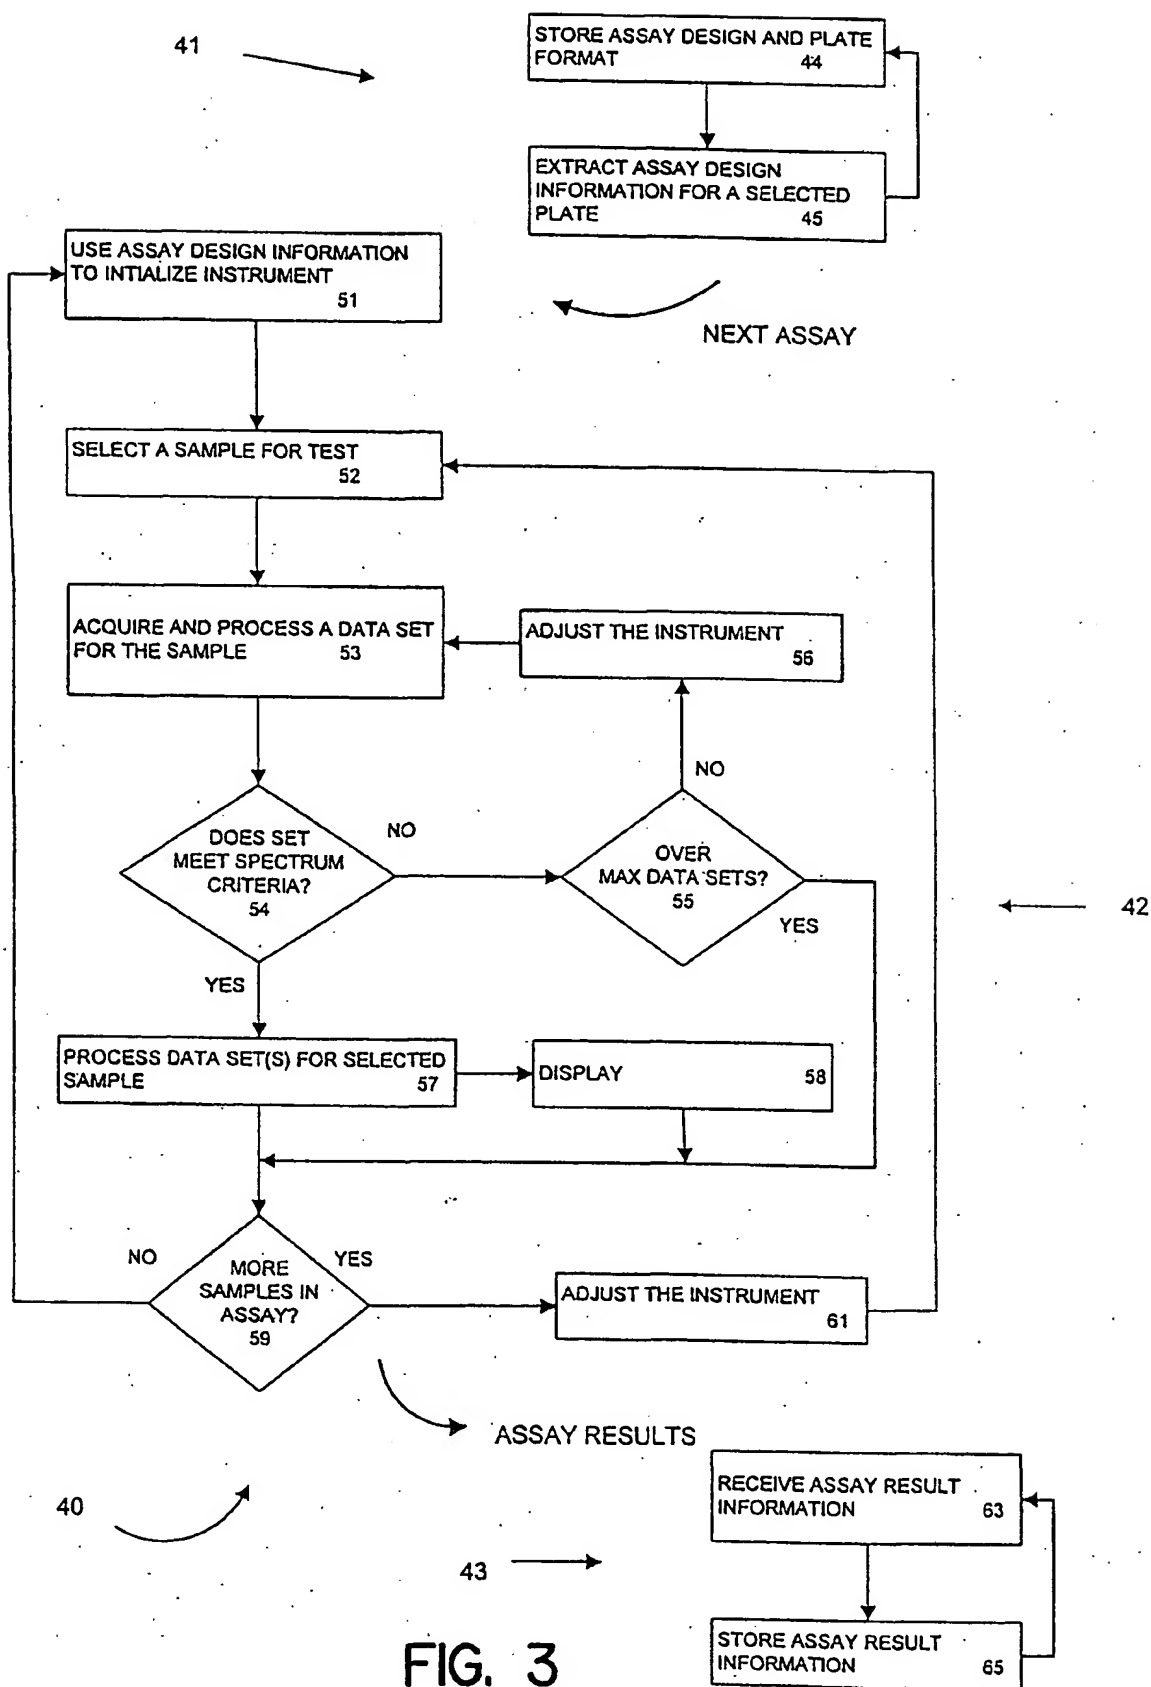 41
STORE ASSAY DESIGN AND PLATE
FORMAT
44
EXTRACT ASSAY DESIGN
INFORMATION FOR A SELECTED
PLATE
45
USE ASSAY DESIGN INFORMATION
TO INTIALIZE INSTRUMENT
51
NEXT ASSAY
SELECT A SAMPLE FOR TEST
52
ACQUIRE AND PROCESS A DATA SET
FOR THE SAMPLE
53
ADJUST THE INSTRUMENT
56
NO
DOES SET
MEET SPECTRUM
CRITERIA?
54
NO
OVER
MAX DATA SETS?
55
YES
42
YES
PROCESS DATA SET(S) FOR SELECTED
SAMPLE
57
DISPLAY
58
NO
MORE
SAMPLES IN
ASSAY?
59
YES
ADJUST THE INSTRUMENT
61
ASSAY RESULTS
40
RECEIVE ASSAY RESULT
INFORMATION
63
43
STORE ASSAY RESULT
INFORMATION
65
FIG. 3